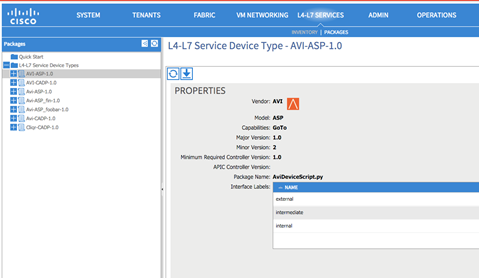 CISCO
SYSTEM TENANTS FABRIC VM NETWORKING L4-L7 SERVICES ADMIN OPERATIONS
INVENTORY | PACKAGES
Packages
Quick Start
L4-L7 Service Device Types
AVI-ASP-1.0
AVI-CADP-1.0
Avi-ASP-1.0
Avi-ASP_fin-1.0
Avi-ASP_foobar-1.0
Avi-CADP-1.0
Cliqr-CADP-1.0
L4-L7 Service Device Type - AVI-ASP-1.0
PROPERTIES
Vendor: AVI
Model: ASP
Capabilities: GoTo
Major Version: 1.0
Minor Version: 2
Minimum Required Controller Version: 1.0
APIC Controller Version:
Package Name: AviDeviceScript.py
Interface Labels:
NAME
external
intermediate
internal